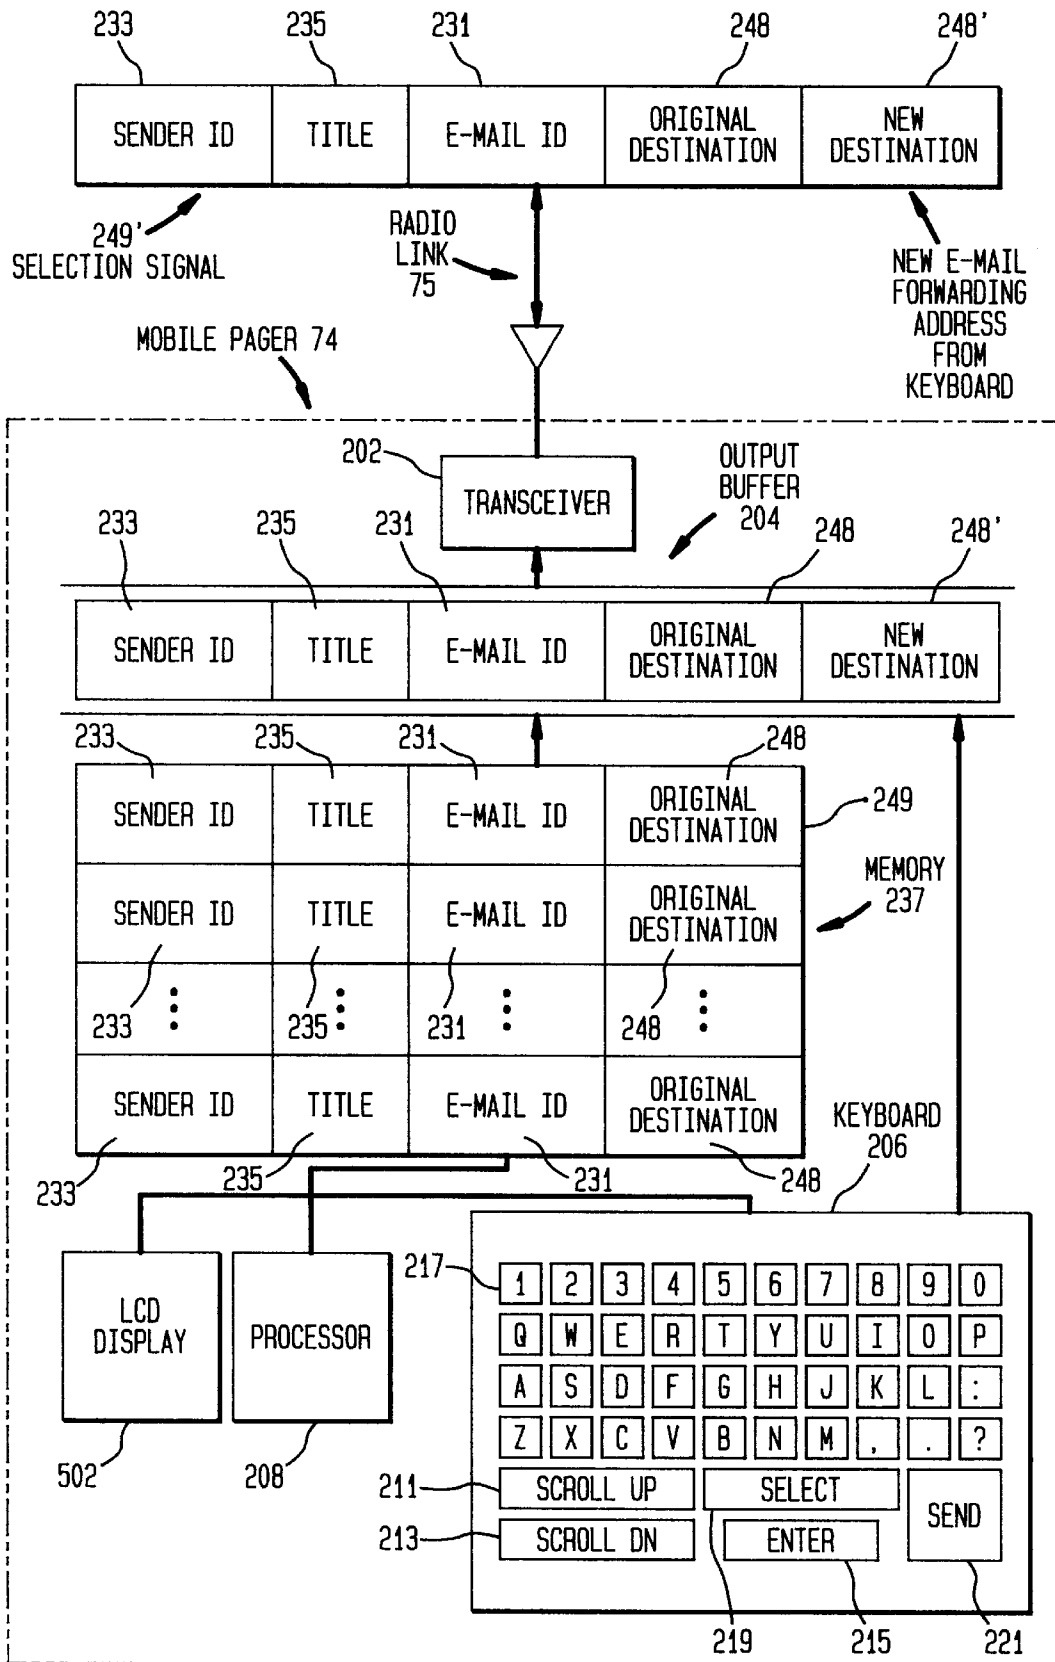 233 235 231 248 248'
SENDER ID TITLE E-MAIL ID ORIGINAL DESTINATION NEW DESTINATION
249'
SELECTION SIGNAL
RADIO
LINK
75
NEW E-MAIL
FORWARDING
ADDRESS
FROM
KEYBOARD
MOBILE PAGER 74
202
TRANSCEIVER
OUTPUT
BUFFER
204
233 235 231 248 248'
SENDER ID TITLE E-MAIL ID ORIGINAL DESTINATION NEW DESTINATION
233 235 231 248
SENDER ID TITLE E-MAIL ID ORIGINAL DESTINATION
249
MEMORY
237
SENDER ID TITLE E-MAIL ID ORIGINAL DESTINATION
233 235 231 248
SENDER ID TITLE E-MAIL ID ORIGINAL DESTINATION
233 235 231 248
KEYBOARD
206
LCD
DISPLAY
PROCESSOR
502 208
217
1 2 3 4 5 6 7 8 9 0
Q W E R T Y U I O P
A S D F G H J K L :
Z X C V B N M , . ?
211 SCROLL UP SELECT SEND
213 SCROLL DN ENTER
219 215 221